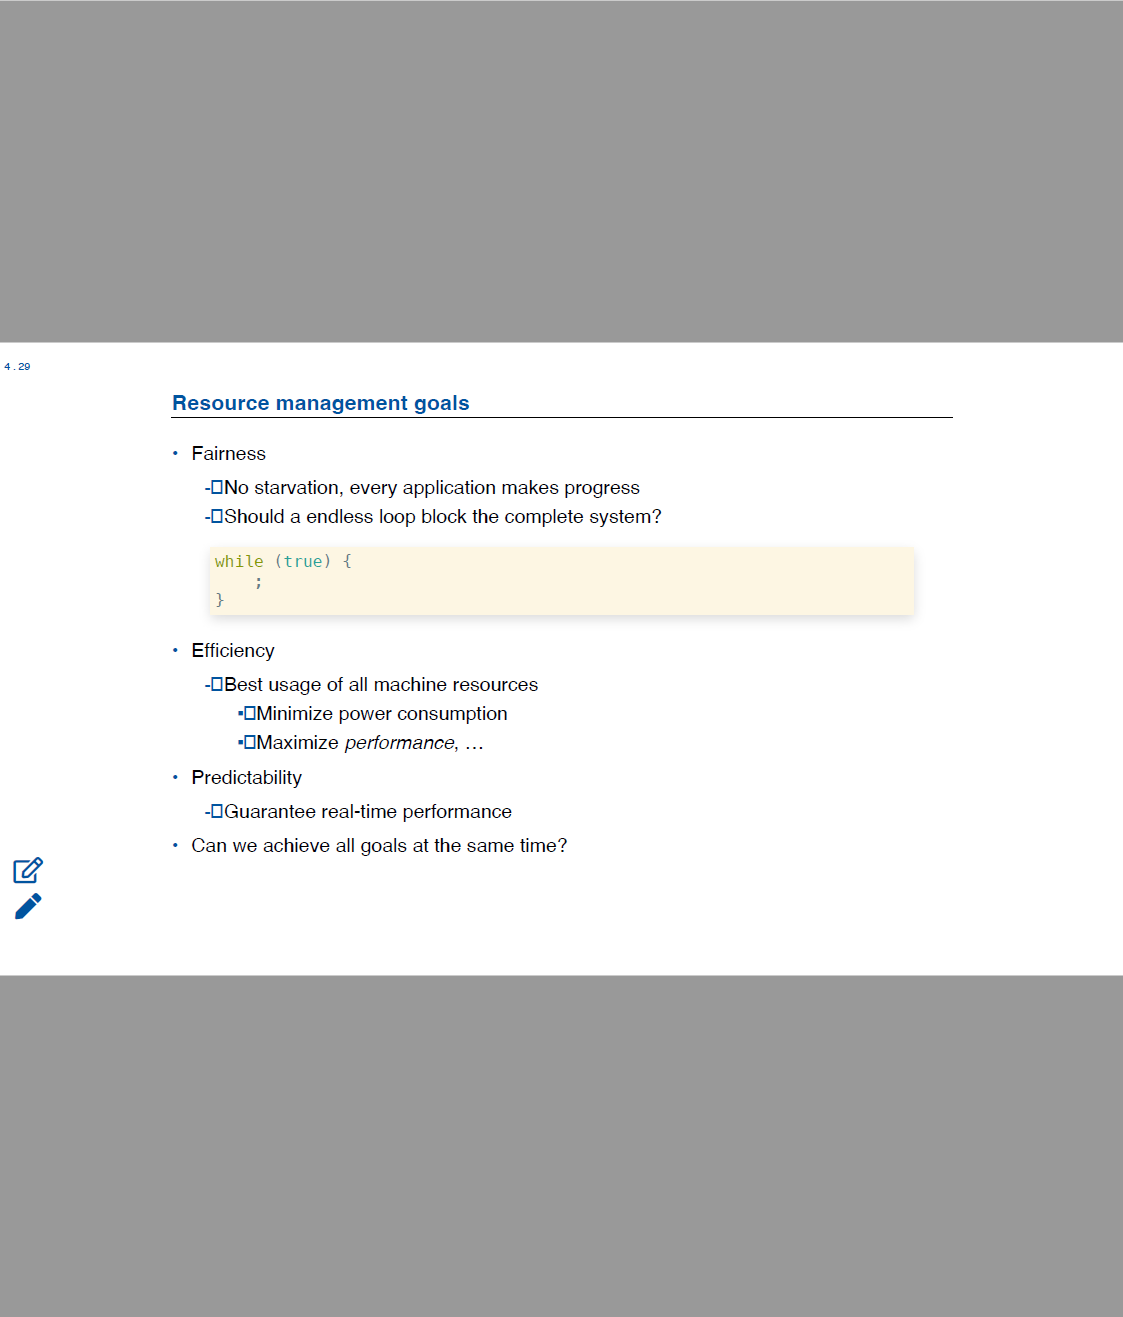 4.29
Resource management goals
• Fairness
-□No starvation, every application makes progress
-□Should a endless loop block the complete system?
while (true) {
    ;
}
• Efficiency
-□Best usage of all machine resources
▪□Minimize power consumption
▪□Maximize performance, …
• Predictability
-□Guarantee real-time performance
• Can we achieve all goals at the same time?